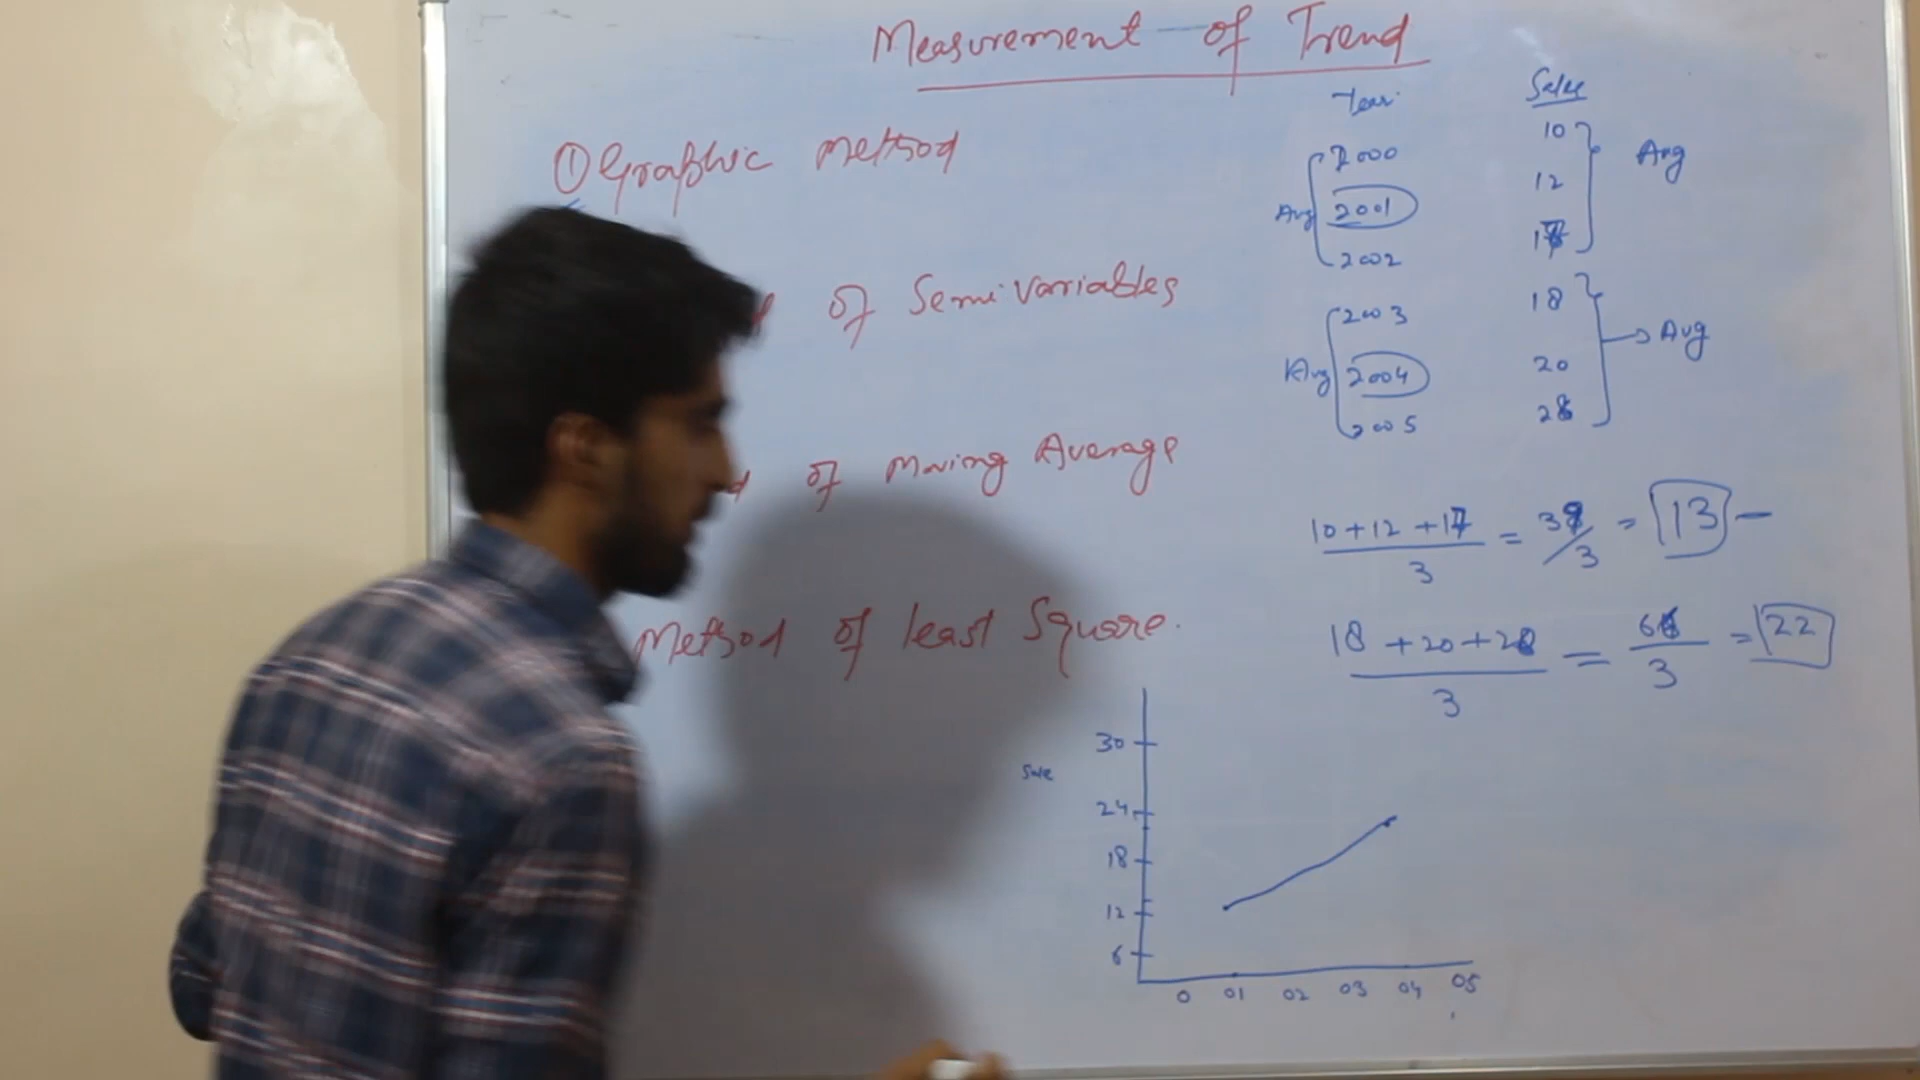 Measurement of Trend
① Graphic method
of Semi variables
of Moving Average
Method of least Square.
Year Sales
2000 10
Avg 2001 12 Avg
2002 17
2003 18
Avg 2004 20 Avg
2005 28
10+12+17 = 39/3 = 13
3
18+20+28 = 66 = 22
3 3
30
Sale
24
18
12
6
0 01 02 03 04 05